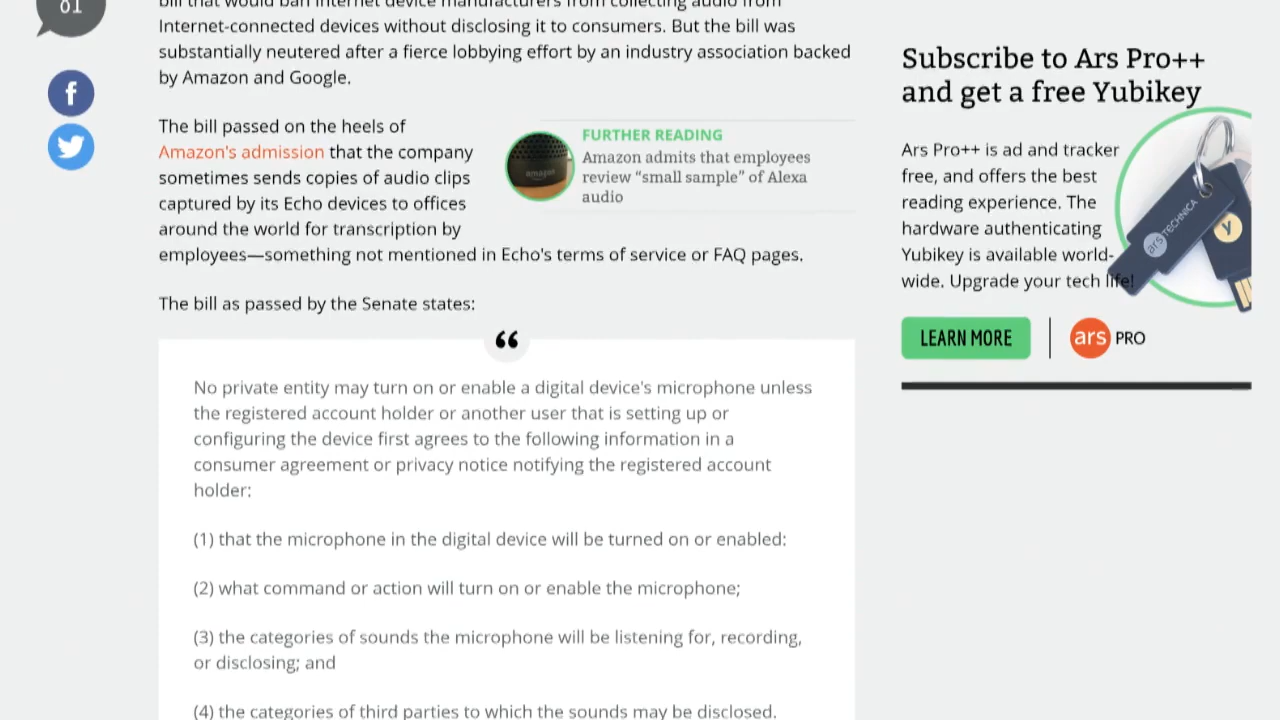 01
bill that would ban Internet device manufacturers from collecting audio from
Internet-connected devices without disclosing it to consumers. But the bill was
substantially neutered after a fierce lobbying effort by an industry association backed
by Amazon and Google.
The bill passed on the heels of
Amazon's admission that the company
sometimes sends copies of audio clips
captured by its Echo devices to offices
around the world for transcription by
employees—something not mentioned in Echo's terms of service or FAQ pages.
FURTHER READING
Amazon admits that employees
review “small sample” of Alexa
audio
amazon
The bill as passed by the Senate states:
“
No private entity may turn on or enable a digital device's microphone unless
the registered account holder or another user that is setting up or
configuring the device first agrees to the following information in a
consumer agreement or privacy notice notifying the registered account
holder:
(1) that the microphone in the digital device will be turned on or enabled:
(2) what command or action will turn on or enable the microphone;
(3) the categories of sounds the microphone will be listening for, recording,
or disclosing; and
(4) the categories of third parties to which the sounds may be disclosed.
Subscribe to Ars Pro++
and get a free Yubikey
Ars Pro++ is ad and tracker
free, and offers the best
reading experience. The
hardware authenticating
Yubikey is available world-
wide. Upgrade your tech life!
ars TECHNICA
y
LEARN MORE
ars PRO